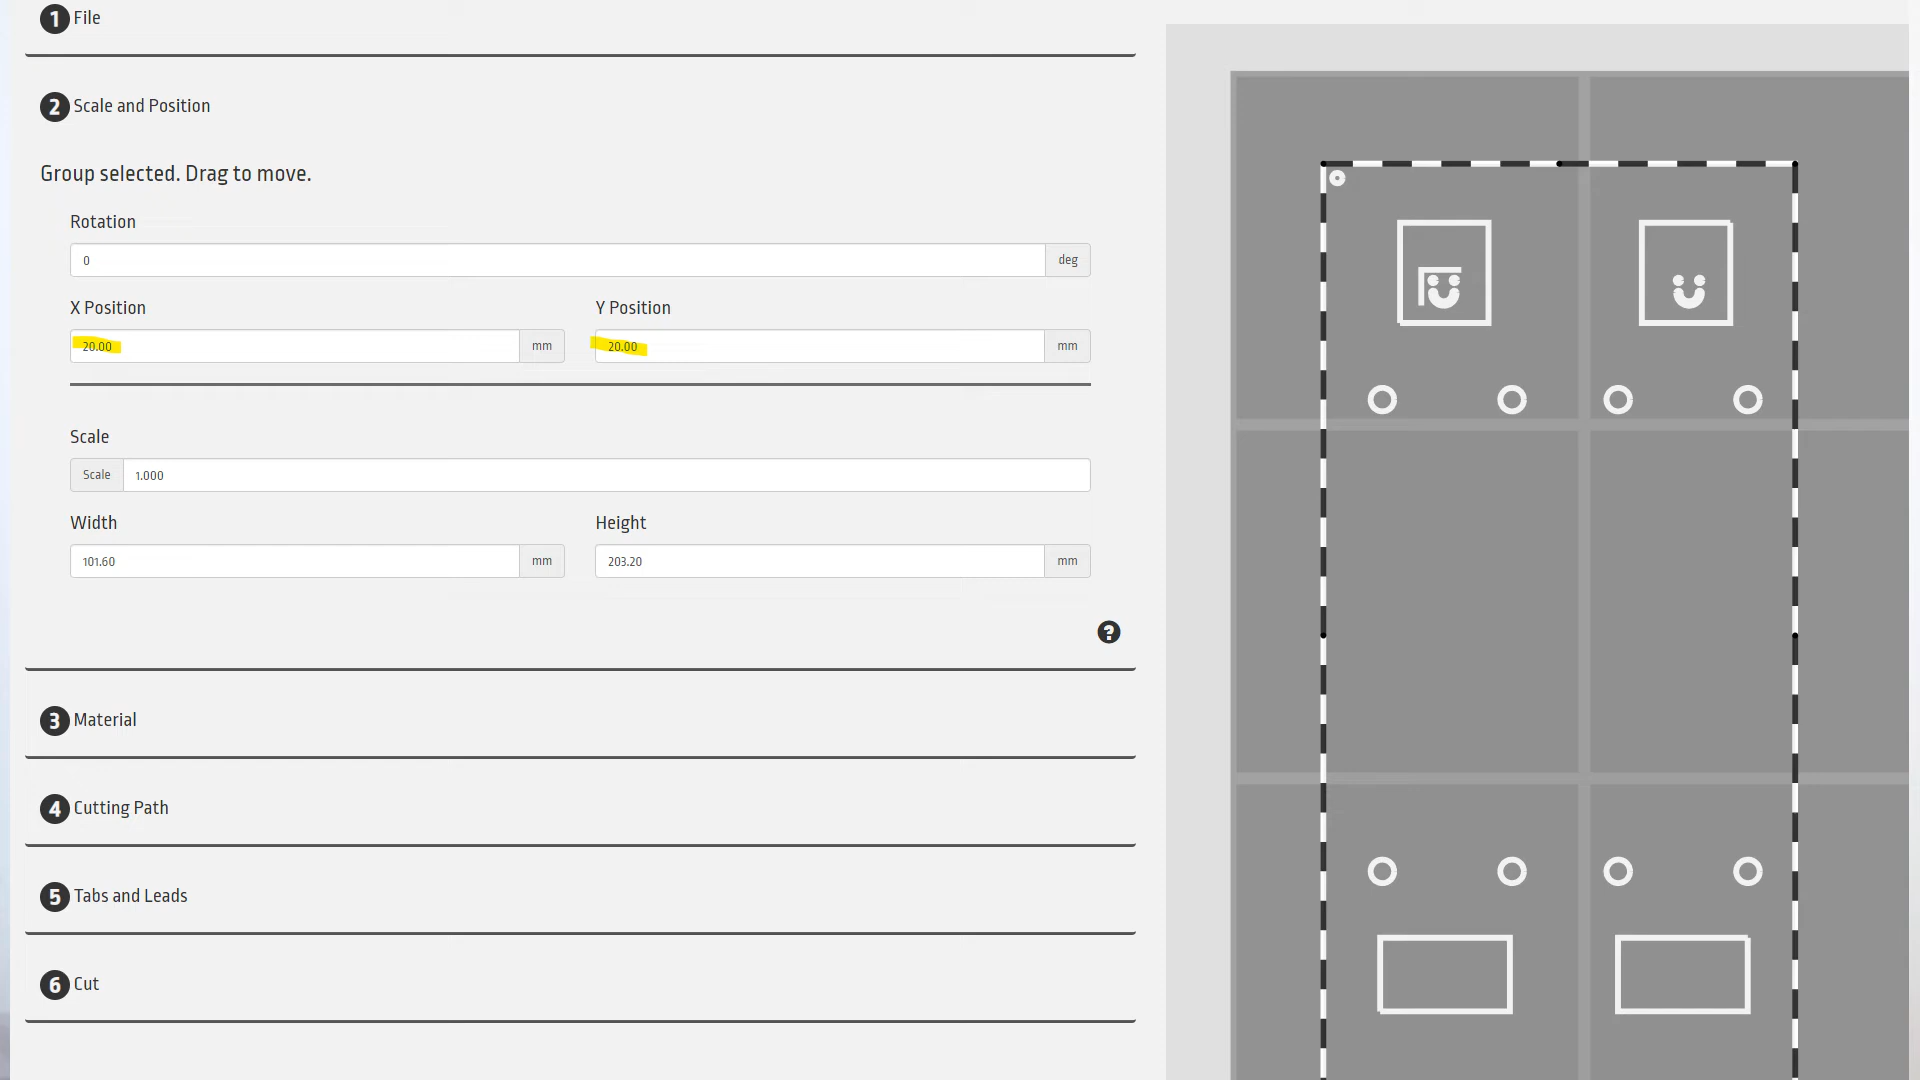 1 File
2 Scale and Position
Group selected. Drag to move.
Rotation
0 deg
X Position Y Position
20.00 mm 20.00 mm
Scale
Scale 1.000
Width Height
101.60 mm 203.20 mm
?
3 Material
4 Cutting Path
5 Tabs and Leads
6 Cut